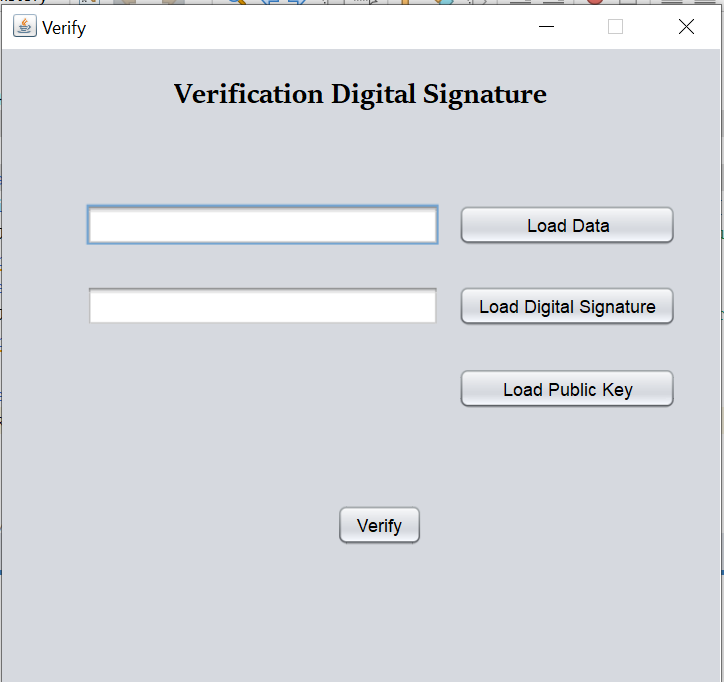 Verify
Verification Digital Signature
Load Data
Load Digital Signature
Load Public Key
Verify